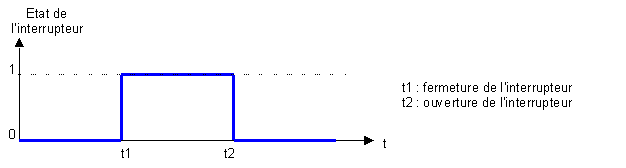 Etat de
l'interrupteur
1
0
t1
t2
t
t1 : fermeture de l'interrupteur
t2 : ouverture de l'interrupteur